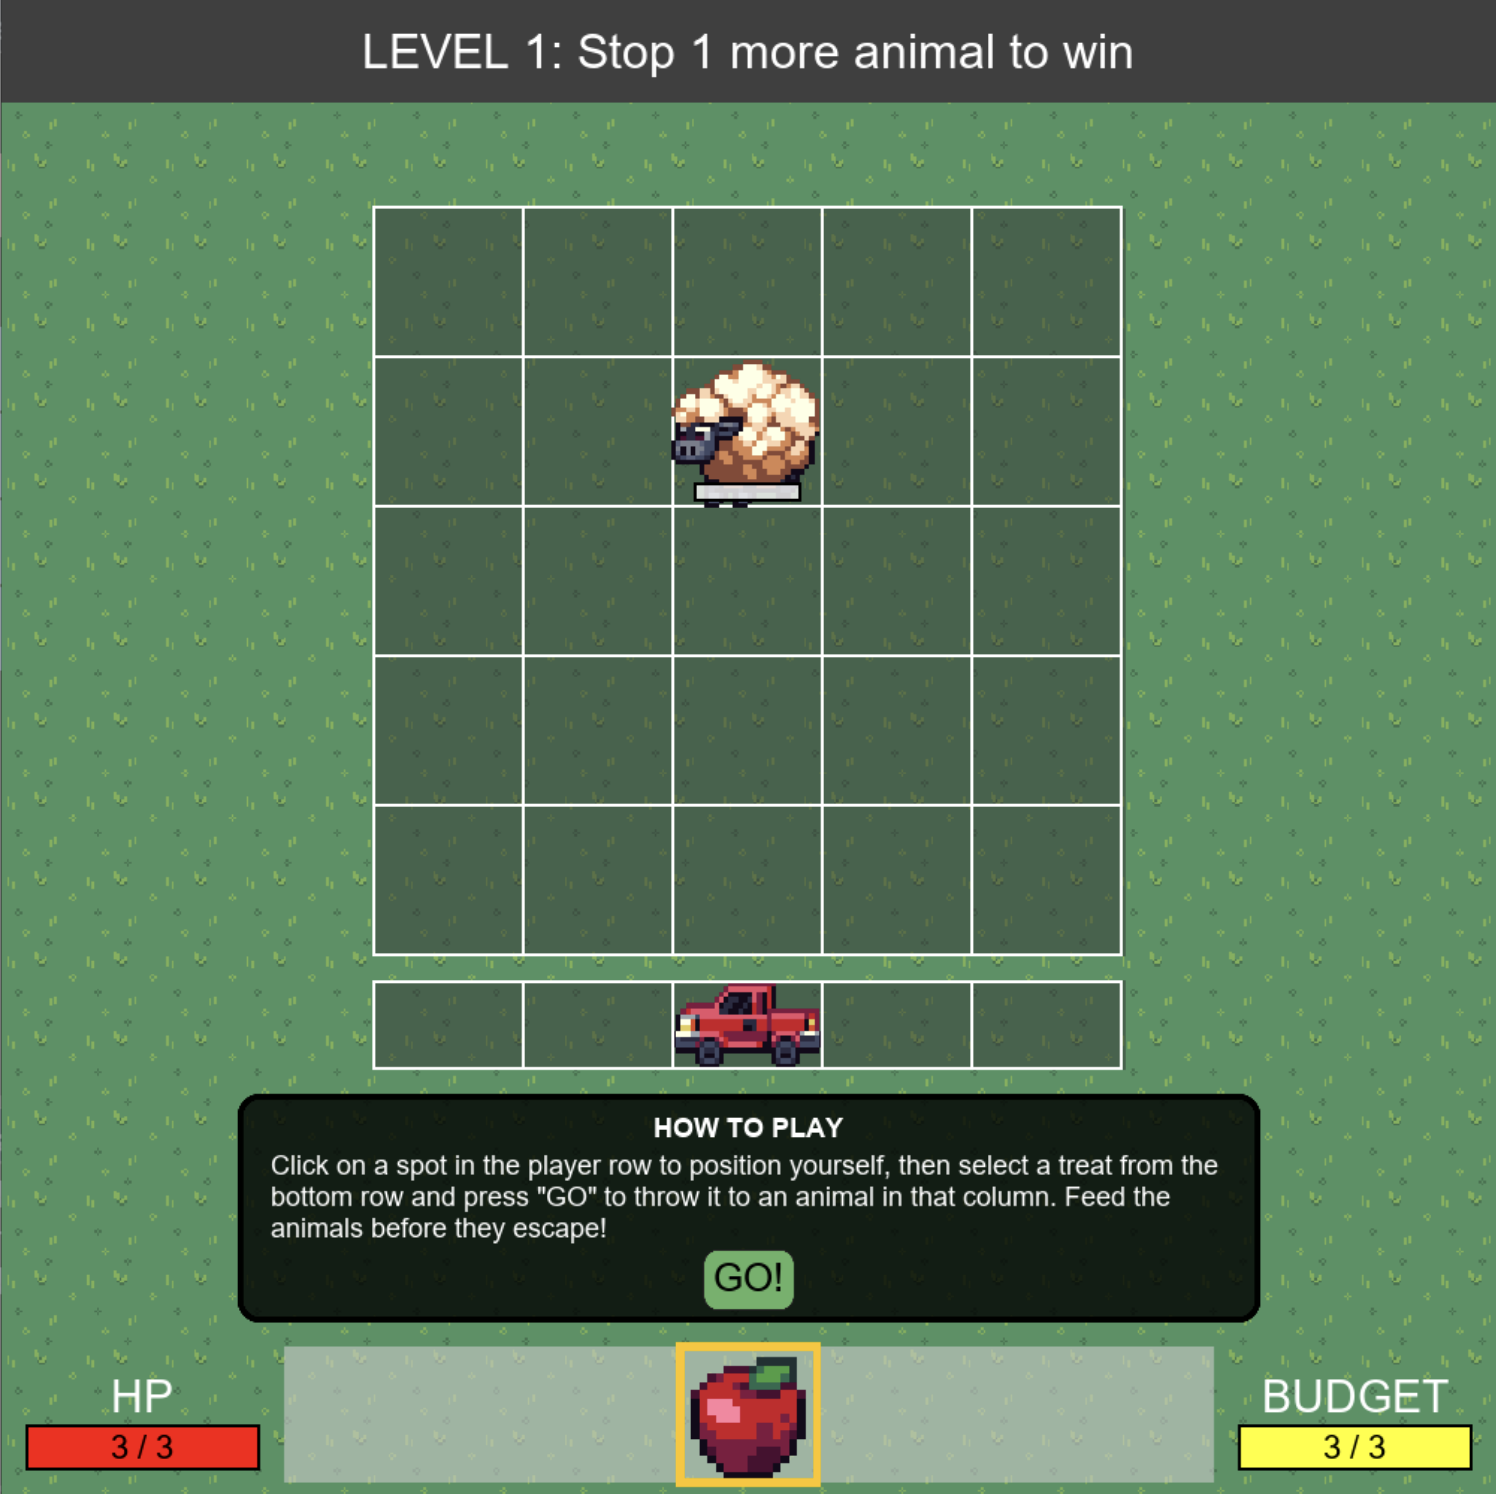 LEVEL 1: Stop 1 more animal to win
HOW TO PLAY
Click on a spot in the player row to position yourself, then select a treat from the
bottom row and press "GO" to throw it to an animal in that column. Feed the
animals before they escape!
GO!
HP
3 / 3
BUDGET
3 / 3